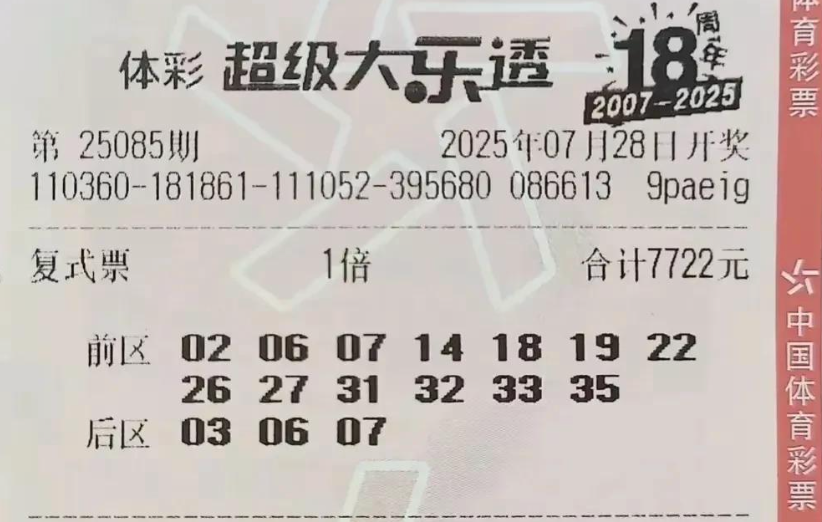 体彩 超级大乐透 18周年
2007-2025
第 25085期 2025年07月28日开奖
110360-181861-111052-395680 086613 9paeig
复式票 1倍 合计7722元
前区 02 06 07 14 18 19 22
26 27 31 32 33 35
后区 03 06 07
体育彩票
中国体育彩票